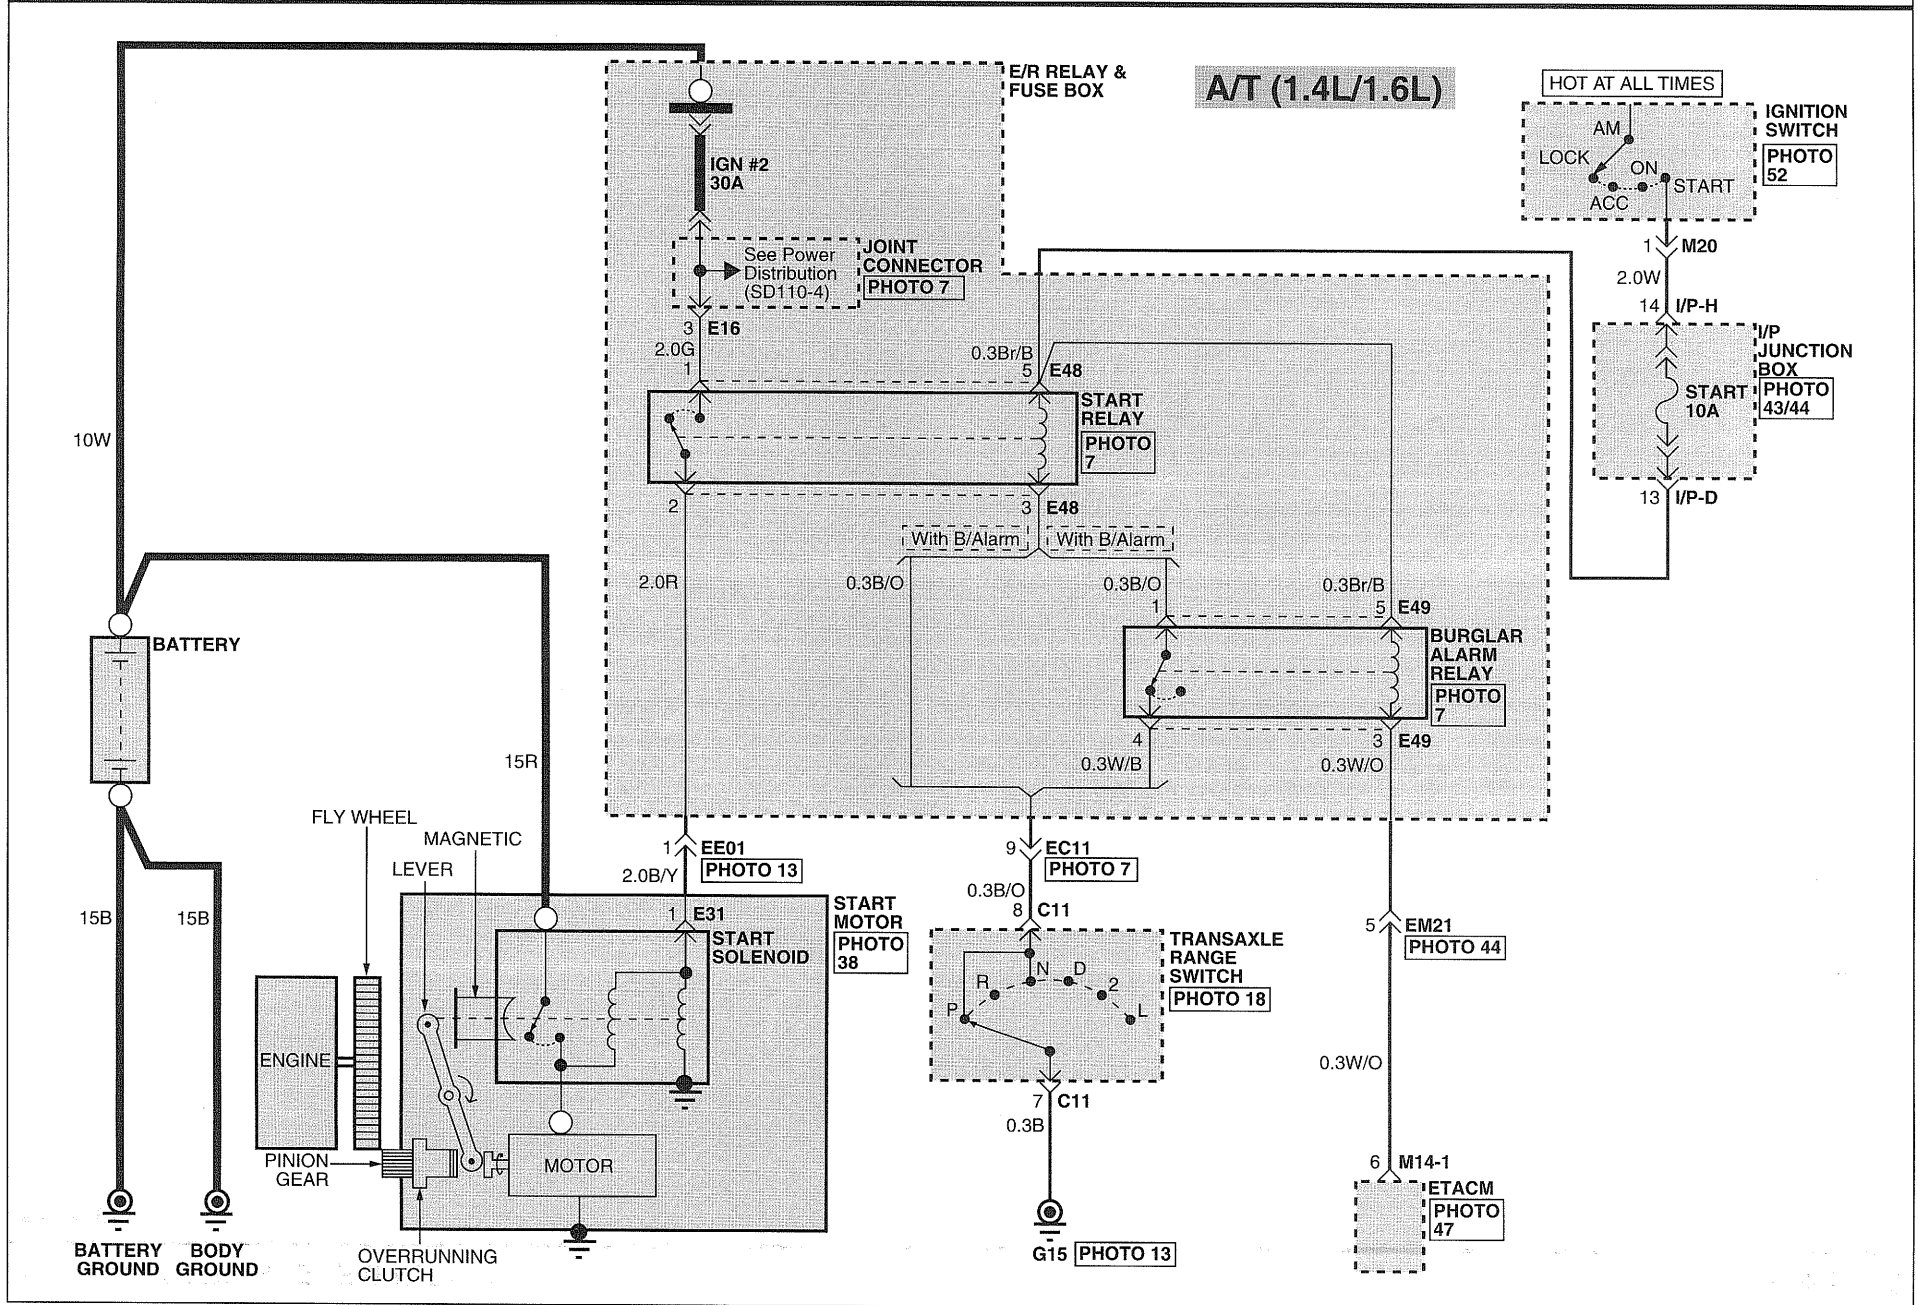 E/R RELAY &
FUSE BOX
A/T (1.4L/1.6L)
HOT AT ALL TIMES
IGNITION
SWITCH
PHOTO
52
AM
LOCK
ON
START
ACC
IGN #2
30A
1
M20
2.0W
14
I/P-H
See Power
Distribution
(SD110-4)
JOINT
CONNECTOR
PHOTO 7
3
E16
2.0G
1
0.3Br/B
5
E48
I/P
JUNCTION
BOX
PHOTO
43/44
START
10A
START
RELAY
PHOTO
7
10W
2
3
E48
13
I/P-D
With B/Alarm
With B/Alarm
2.0R
0.3B/O
0.3B/O
0.3Br/B
1
5
E49
BATTERY
BURGLAR
ALARM
RELAY
PHOTO
7
4
3
E49
15R
0.3W/B
0.3W/O
FLY WHEEL
MAGNETIC
LEVER
1
EE01
PHOTO 13
2.0B/Y
9
EC11
PHOTO 7
0.3B/O
8
C11
15B
15B
1
E31
START
MOTOR
PHOTO
38
START
SOLENOID
5
EM21
PHOTO 44
TRANSAXLE
RANGE
SWITCH
PHOTO 18
P
R
N
D
2
L
ENGINE
0.3W/O
7
C11
0.3B
PINION
GEAR
MOTOR
6
M14-1
ETACM
PHOTO
47
BATTERY
GROUND
BODY
GROUND
OVERRUNNING
CLUTCH
G15
PHOTO 13